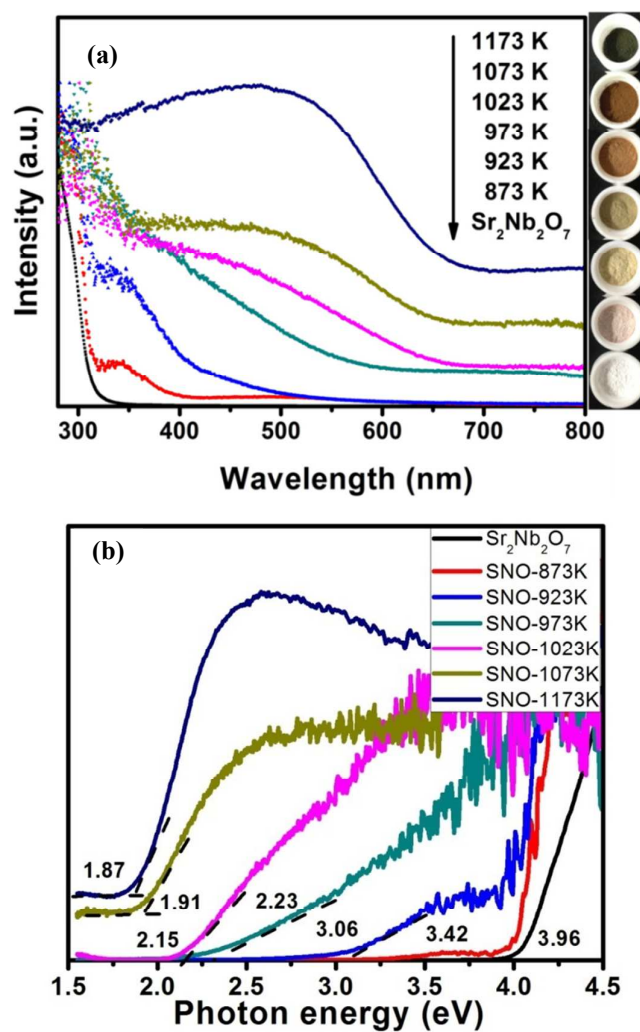 (a)
Intensity (a.u.)
1173 K
1073 K
1023 K
973 K
923 K
873 K
Sr₂Nb₂O₇
300 400 500 600 700 800
Wavelength (nm)
(b)
Sr₂Nb₂O₇
SNO-873K
SNO-923K
SNO-973K
SNO-1023K
SNO-1073K
SNO-1173K
1.87
1.91
2.15
2.23
3.06
3.42
3.96
1.5 2.0 2.5 3.0 3.5 4.0 4.5
Photon energy (eV)